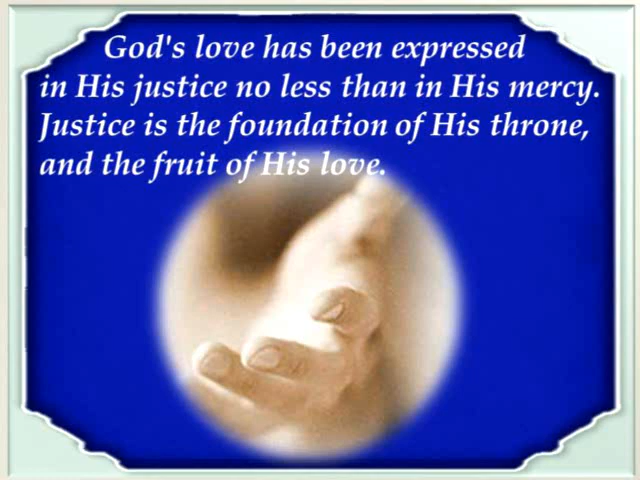 God's love has been expressed
in His justice no less than in His mercy.
Justice is the foundation of His throne,
and the fruit of His love.